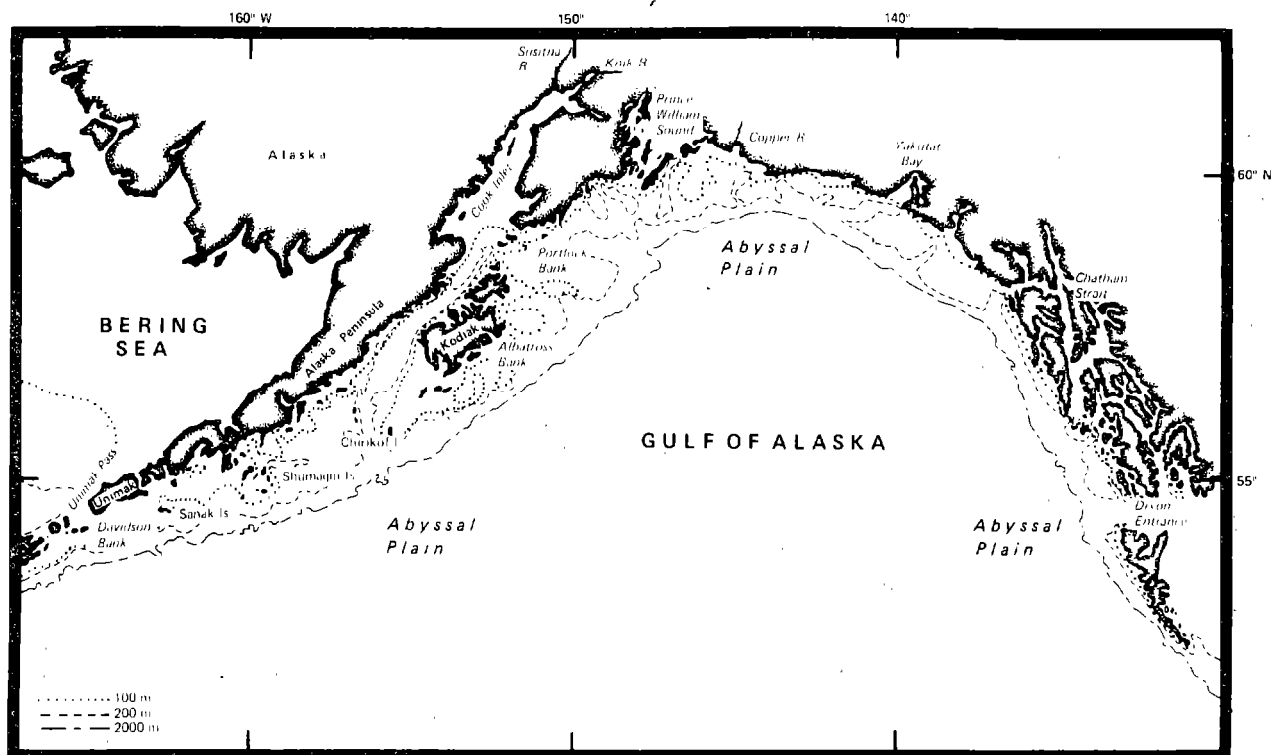 160° W
150°
140°
Susitna
R
Knik R
Prince
William
Sound
Copper R
Yakutat
Bay
Alaska
Cook Inlet
60° N
Abyssal
Plain
Portlock
Bank
Chatham
Strait
BERING
SEA
Alaska Peninsula
Kodiak
Albatross
Bank
GULF OF ALASKA
Chirikof I
Shumagin Is
Unimak Pass
Unimak
Sanak Is
55°
Davidson
Bank
Abyssal
Plain
Abyssal
Plain
Dixon
Entrance
100 m
200 m
2000 m